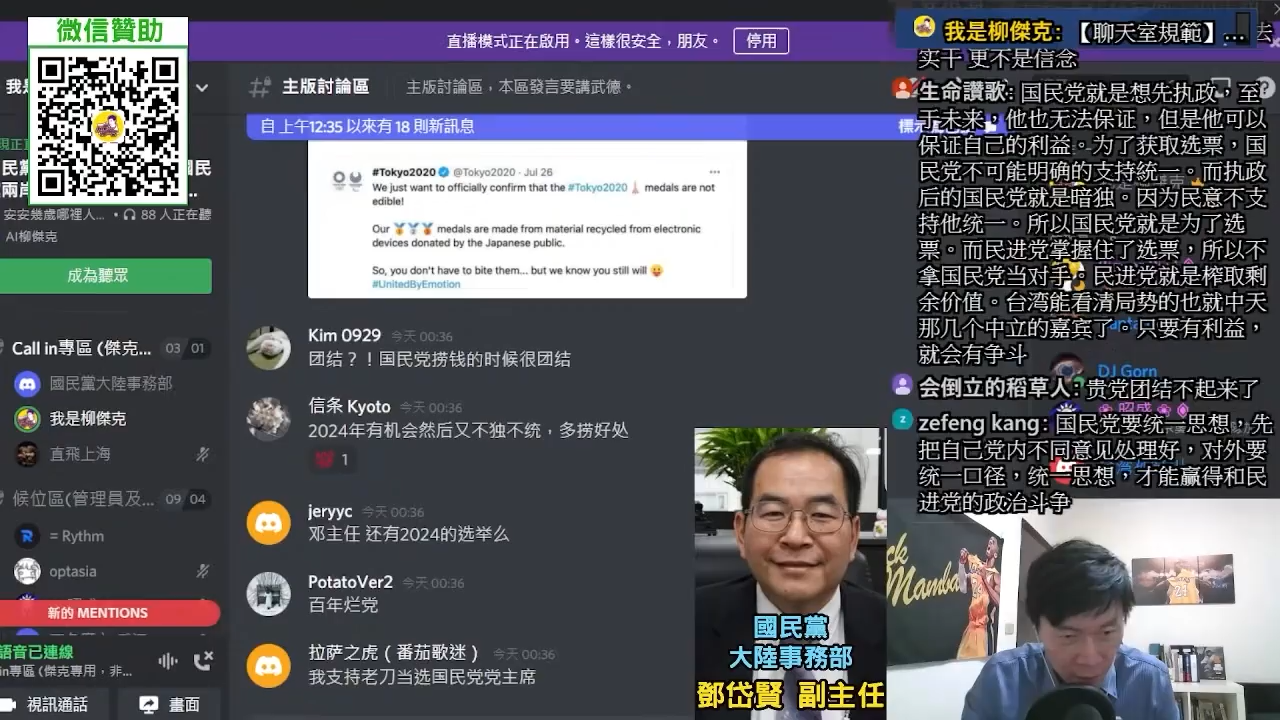 微信贊助
直播模式正在啟用。這樣很安全，朋友。
停用
主版討論區
主版討論區，本區發言要講武德。
自 上午12:35 以來有 18 則新訊息
#Tokyo2020 @Tokyo2020 · Jul 26
We just want to officially confirm that the #Tokyo2020 medals are not
edible!
Our 🥇🥈🥉 medals are made from material recycled from electronic
devices donated by the Japanese public.
So, you don't have to bite them... but we know you still will 😛
#UnitedByEmotion
Kim 0929 今天 00:36
团结？！国民党捞钱的时候很团结
信条 Kyoto 今天 00:36
2024年有机会然后又不独不统，多捞好处
1
jeryyc 今天 00:36
邓主任 还有2024的选举么
PotatoVer2 今天 00:36
百年烂党
拉萨之虎（番茄歌迷） 今天 00:36
我支持老刀当选国民党党主席
安安幾歲哪裡人... • 88 人正在聽
AI柳傑克
成為聽眾
Call in專區 (傑克... 03 01
國民黨大陸事務部
我是柳傑克
直飛上海
候位區(管理員及... 09 04
= Rythm
optasia
新的 MENTIONS
語音已連線
in專區 (傑克專用，非...
視訊通話
畫面
國民黨
大陸事務部
鄧岱賢 副主任
我是柳傑克: 【聊天室規範】 ...
实干 更不是信念
生命讚歌: 国民党就是想先执政，至
于未来，他也无法保证，但是他可以
保证自己的利益。为了获取选票，国
民党不可能明确的支持統一。而执政
后的国民党就是暗独。因为民意不支
持他统一。所以国民党就是为了选
票。而民进党掌握住了选票，所以不
拿国民党当对手。民进党就是榨取剩
余价值。台湾能看清局势的也就中天
那几个中立的嘉宾了。只要有利益，
就会有争斗
DJ Gorn
会倒立的稻草人: 贵党团结不起来了
zefeng kang: 国民党要统一思想，先
把自己党内不同意见处理好，对外要
统一口径，统一思想，才能赢得和民
进党的政治斗争
Mamba
24